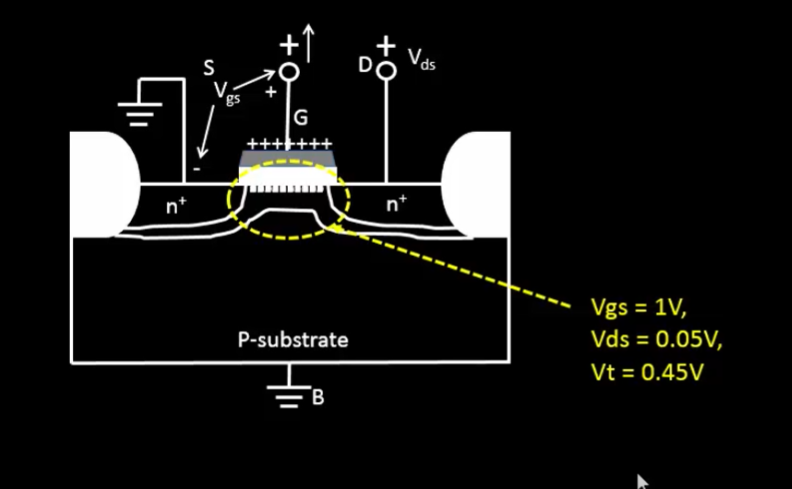 +
+
S
D
Vds
Vgs
+
G
+++++++
-
n+
n+
Vgs = 1V,
Vds = 0.05V,
Vt = 0.45V
P-substrate
B